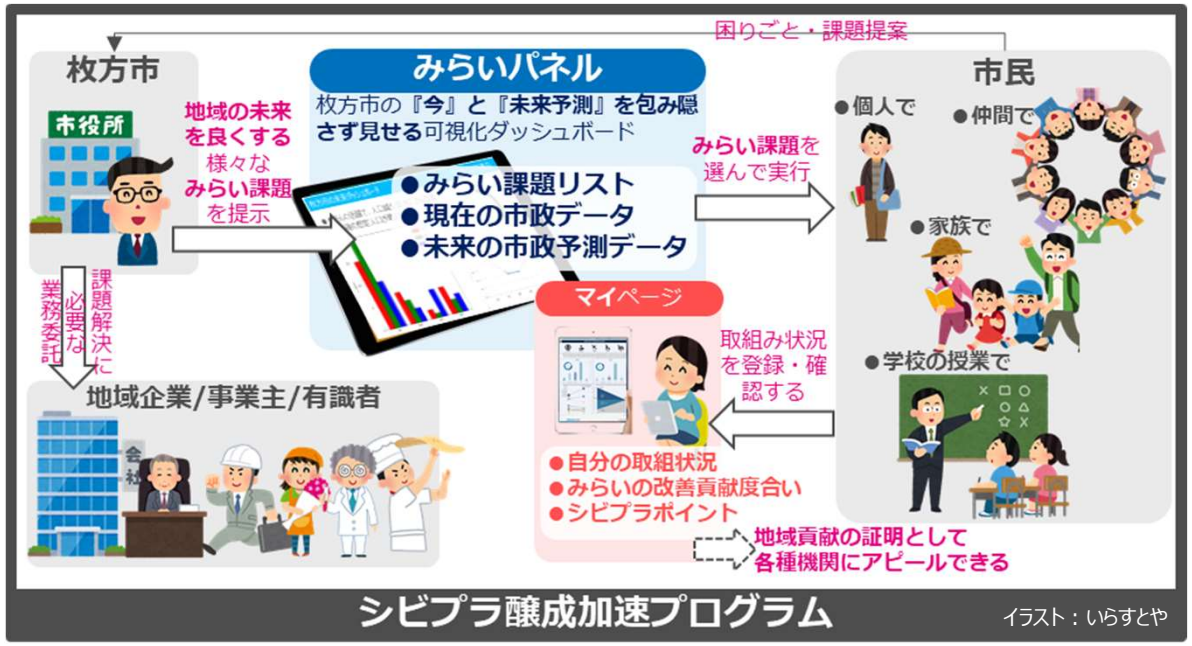 困りごと・課題提案
枚方市
市役所
地域の未来
を良くする
様々な
みらい課題
を提示
みらいパネル
枚方市の『今』と『未来予測』を包み隠
さず見せる可視化ダッシュボード
●みらい課題リスト
●現在の市政データ
●未来の市政予測データ
みらい課題を
選んで実行
市民
●個人で
●仲間で
●家族で
●学校の授業で
課題解決に
必要な
業務委託
マイページ
取組み状況
を登録・確
認する
●自分の取組状況
●みらいの改善貢献度合い
●シビプラポイント
地域貢献の証明として
各種機関にアピールできる
地域企業/事業主/有識者
会社
シビプラ醸成加速プログラム
イラスト：いらすとや